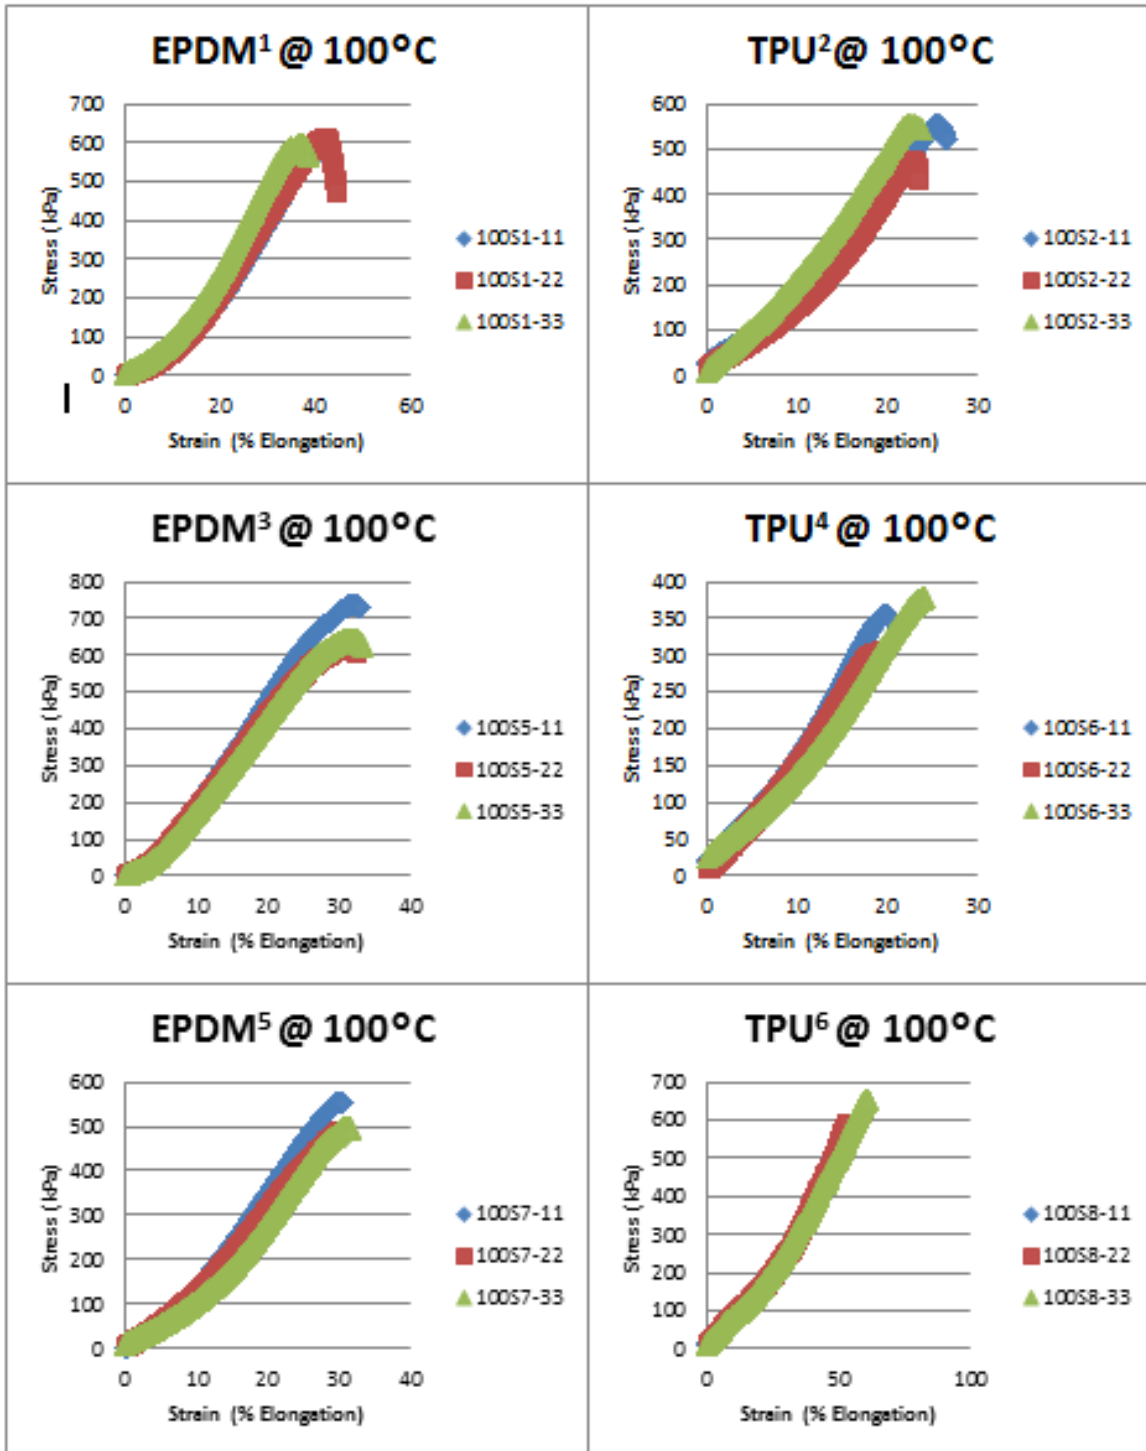 EPDM¹ @ 100°C
700
600
500
400
300
200
100
0
Stress (kPa)
0 20 40 60
Strain (% Elongation)
100S1-11
100S1-22
100S1-33
TPU²@ 100°C
600
500
400
300
200
100
0
Stress (kPa)
0 10 20 30
Strain (% Elongation)
100S2-11
100S2-22
100S2-33
EPDM³ @ 100°C
800
700
600
500
400
300
200
100
0
Stress (kPa)
0 10 20 30 40
Strain (% Elongation)
100S5-11
100S5-22
100S5-33
TPU⁴ @ 100°C
400
350
300
250
200
150
100
50
0
Stress (kPa)
0 10 20 30
Strain (% Elongation)
100S6-11
100S6-22
100S6-33
EPDM⁵ @ 100°C
600
500
400
300
200
100
0
Stress (kPa)
0 10 20 30 40
Strain (% Elongation)
100S7-11
100S7-22
100S7-33
TPU⁶ @ 100°C
700
600
500
400
300
200
100
0
Stress (kPa)
0 50 100
Strain (% Elongation)
100S8-11
100S8-22
100S8-33